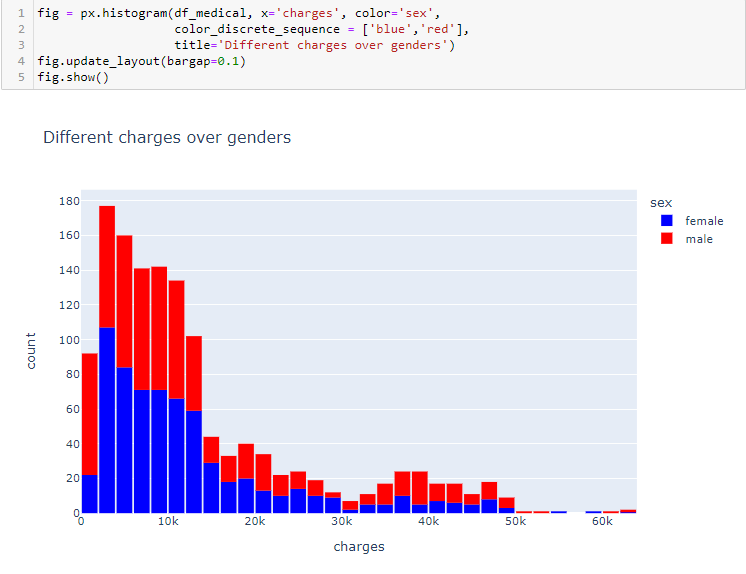 1 fig = px.histogram(df_medical, x='charges', color='sex',
2 color_discrete_sequence = ['blue','red'],
3 title='Different charges over genders')
4 fig.update_layout(bargap=0.1)
5 fig.show()
Different charges over genders
sex
female
male
180
160
140
120
100
80
60
40
20
0
count
0 10k 20k 30k 40k 50k 60k
charges